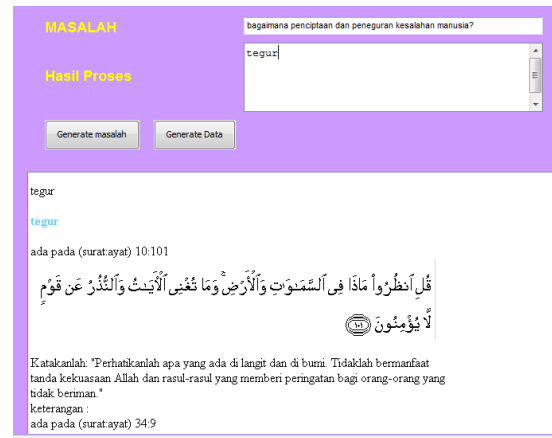 MASALAH
bagaimana penciptaan dan peneguran kesalahan manusia?
Hasil Proses
tegur
Generate masalah
Generate Data
tegur
tegur
ada pada (surat:ayat) 10:101
قُلِ ٱنظُرُوا۟ مَاذَا فِى ٱلسَّمَـٰوَٰتِ وَٱلْأَرْضِ ۚ وَمَا تُغْنِى ٱلْـَٔايَـٰتُ وَٱلنُّذُرُ عَن قَوْمٍۢ
لَّا يُؤْمِنُونَ ١٠١
Katakanlah: "Perhatikanlah apa yang ada di langit dan di bumi. Tidaklah bermanfaat
tanda kekuasaan Allah dan rasul-rasul yang memberi peringatan bagi orang-orang yang
tidak beriman."
keterangan :
ada pada (surat:ayat) 34:9